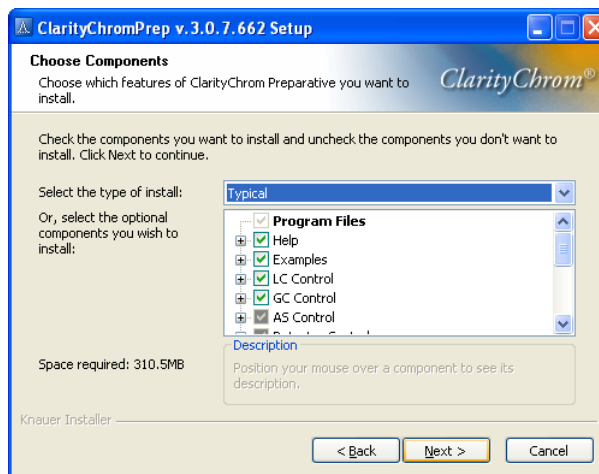 ClarityChromPrep v.3.0.7.662 Setup
Choose Components
Choose which features of ClarityChrom Preparative you want to
install.
ClarityChrom®
Check the components you want to install and uncheck the components you don't want to
install. Click Next to continue.
Select the type of install:
Typical
Or, select the optional
components you wish to
install:
Program Files
Help
Examples
LC Control
GC Control
AS Control
Space required: 310.5MB
Description
Position your mouse over a component to see its
description.
Knauer Installer
< Back
Next >
Cancel